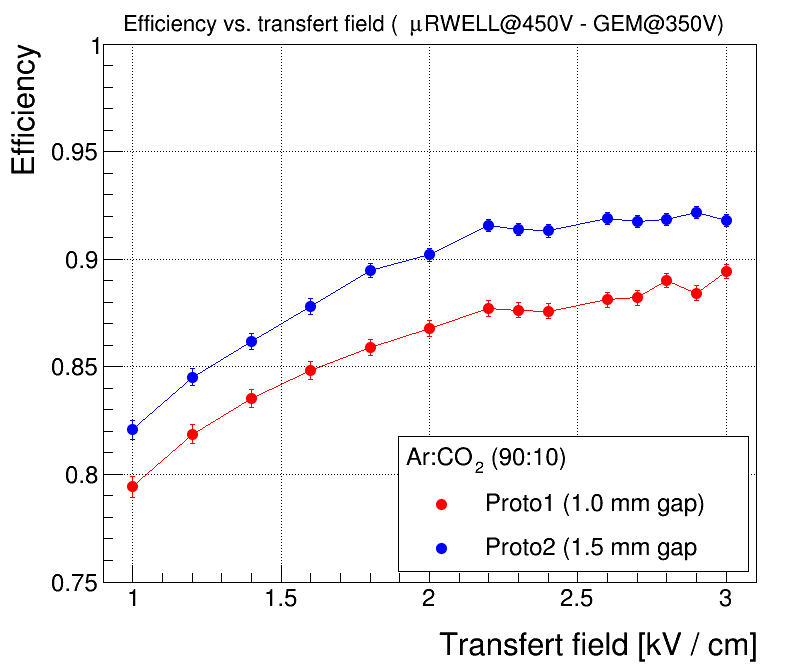 Efficiency vs. transfert field ( μRWELL@450V - GEM@350V)
Efficiency
1
0.95
0.9
0.85
0.8
0.75
Ar:CO2 (90:10)
Proto1 (1.0 mm gap)
Proto2 (1.5 mm gap
1 1.5 2 2.5 3
Transfert field [kV / cm]